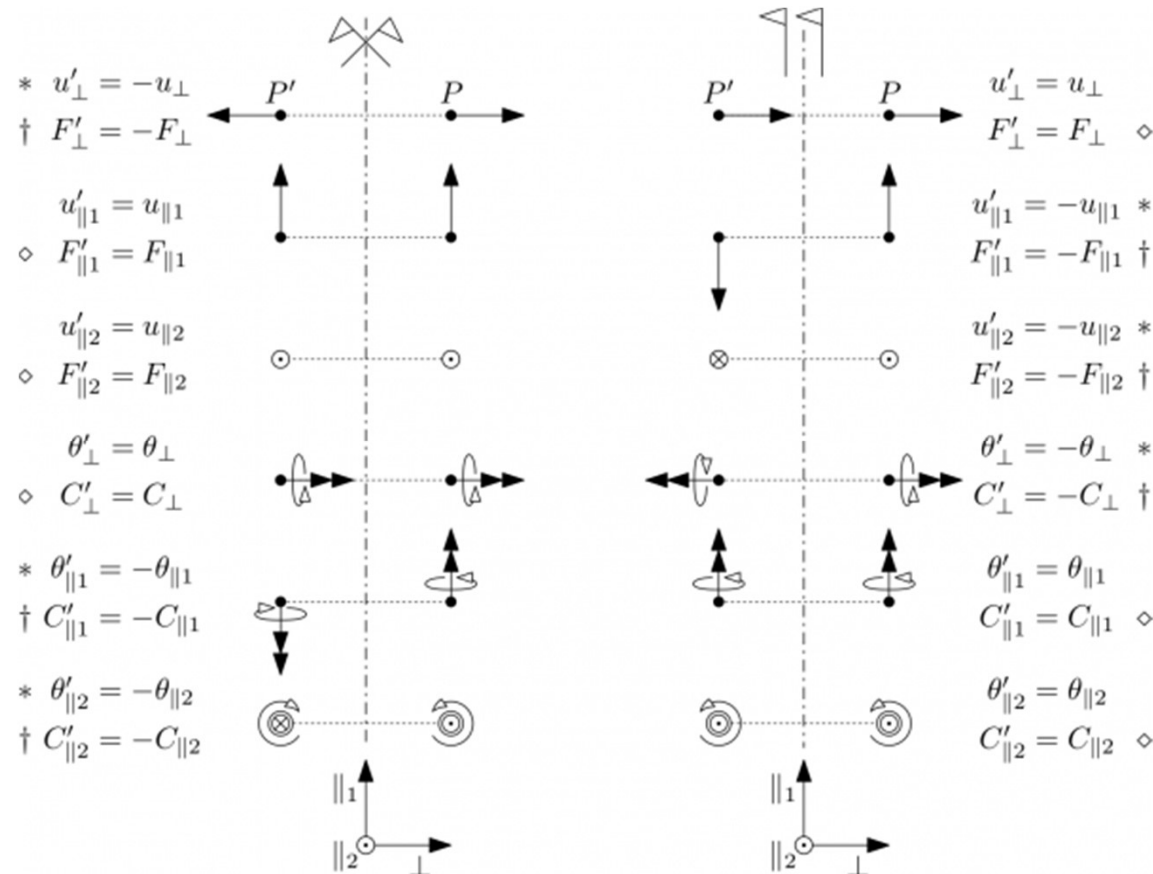 * u′⊥ = −u⊥
† F′⊥ = −F⊥
P′ P
P′ P
u′⊥ = u⊥
F′⊥ = F⊥ ⋄
u′∥1 = u∥1
⋄ F′∥1 = F∥1
u′∥1 = −u∥1 *
F′∥1 = −F∥1 †
u′∥2 = u∥2
⋄ F′∥2 = F∥2
u′∥2 = −u∥2 *
F′∥2 = −F∥2 †
θ′⊥ = θ⊥
⋄ C′⊥ = C⊥
θ′⊥ = −θ⊥ *
C′⊥ = −C⊥ †
* θ′∥1 = −θ∥1
† C′∥1 = −C∥1
θ′∥1 = θ∥1
C′∥1 = C∥1 ⋄
* θ′∥2 = −θ∥2
† C′∥2 = −C∥2
θ′∥2 = θ∥2
C′∥2 = C∥2 ⋄
∥1
∥2 ⊥
∥1
∥2 ⊥